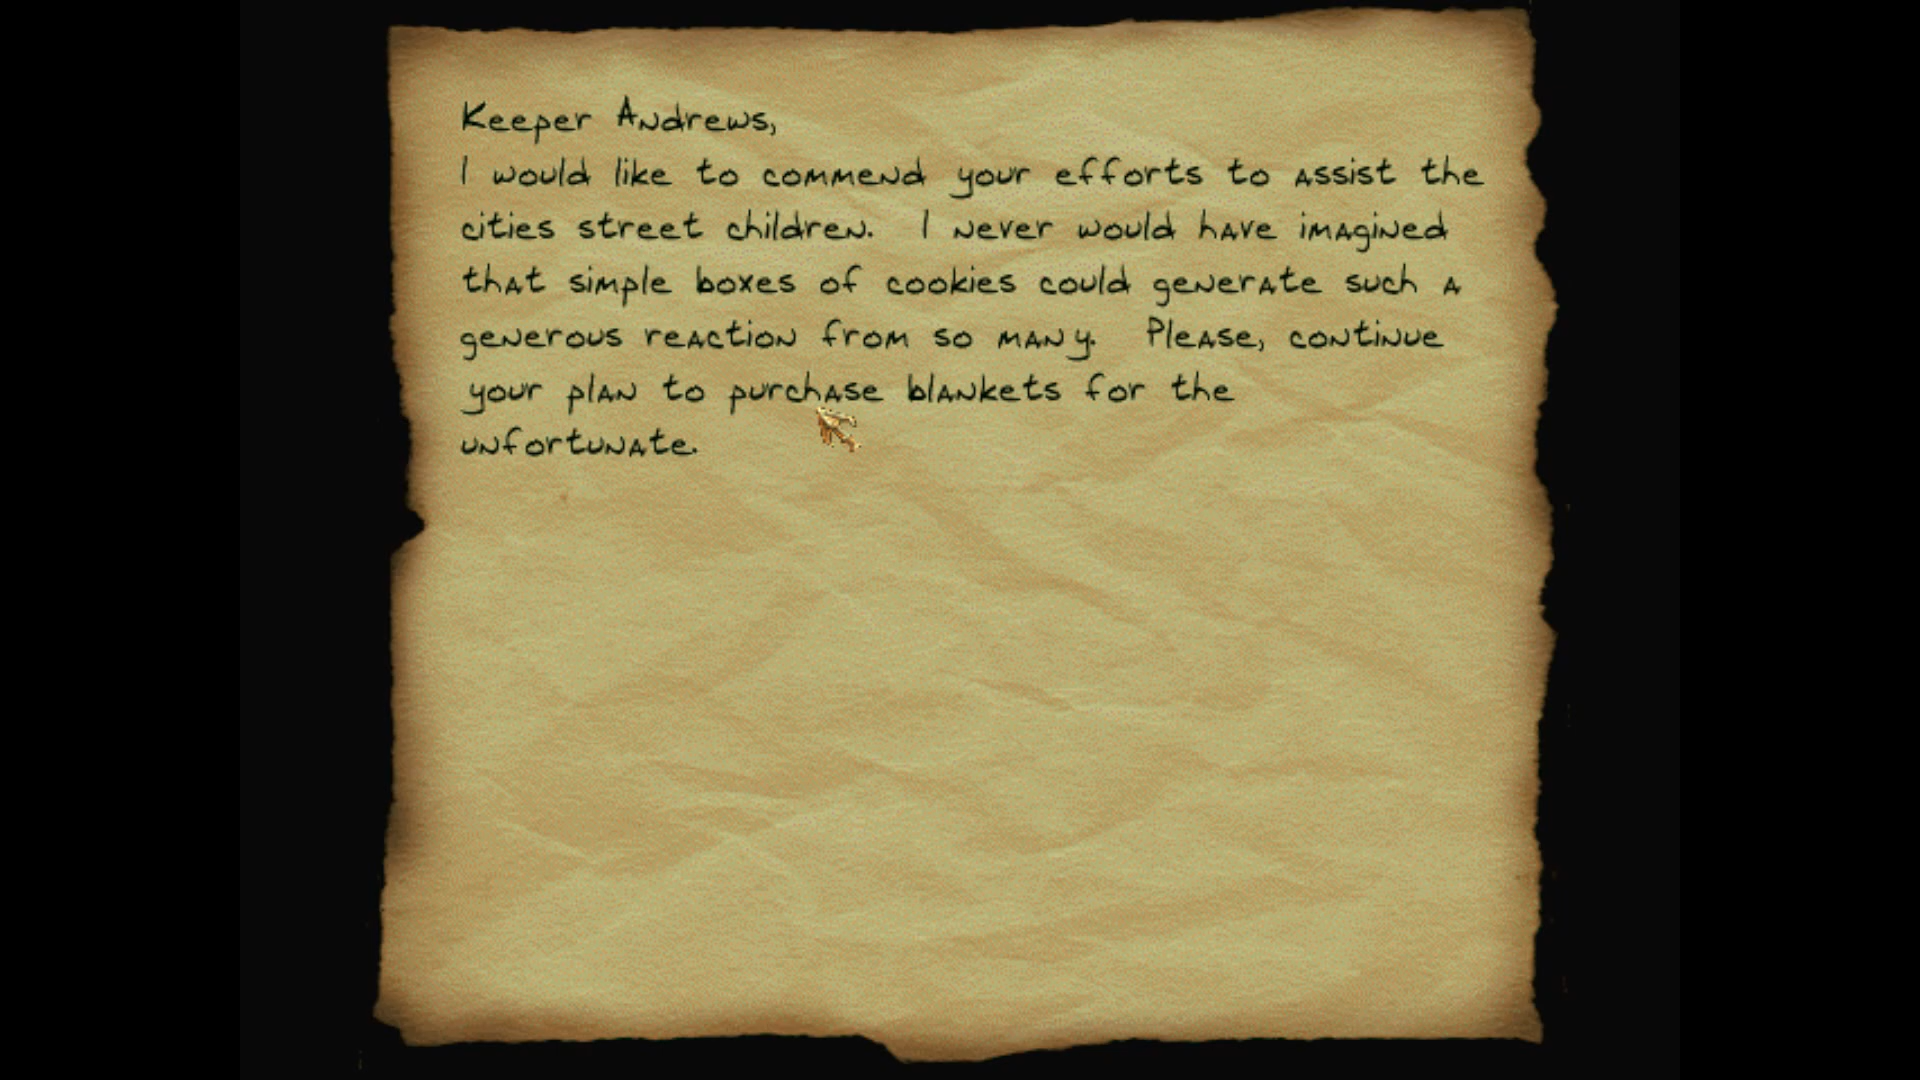 Keeper Andrews,
I would like to commend your efforts to assist the
cities street children.  I never would have imagined
that simple boxes of cookies could generate such a
generous reaction from so many.  Please, continue
your plan to purchase blankets for the
unfortunate.